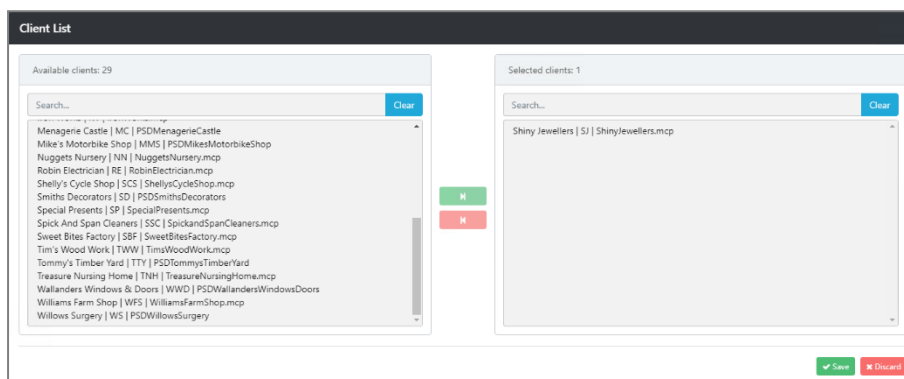 Client List
Available clients: 29
Search...
Clear
Menagerie Castle | MC | PSDMenagerieCastle
Mike's Motorbike Shop | MMS | PSDMikesMotorbikeShop
Nuggets Nursery | NN | NuggetsNursery.mcp
Robin Electrician | RE | RobinElectrician.mcp
Shelly's Cycle Shop | SCS | ShellysCycleShop.mcp
Smiths Decorators | SD | PSDSmithsDecorators
Special Presents | SP | SpecialPresents.mcp
Spick And Span Cleaners | SSC | SpickandSpanCleaners.mcp
Sweet Bites Factory | SBF | SweetBitesFactory.mcp
Tim's Wood Work | TWW | TimsWoodWork.mcp
Tommy's Timber Yard | TTY | PSDTommysTimberYard
Treasure Nursing Home | TNH | TreasureNursingHome.mcp
Wallanders Windows & Doors | WWD | PSDWallandersWindowsDoors
Williams Farm Shop | WFS | WilliamsFarmShop.mcp
Willows Surgery | WS | PSDWillowsSurgery
Selected clients: 1
Search...
Clear
Shiny Jewellers | SJ | ShinyJewellers.mcp
Save
Discard